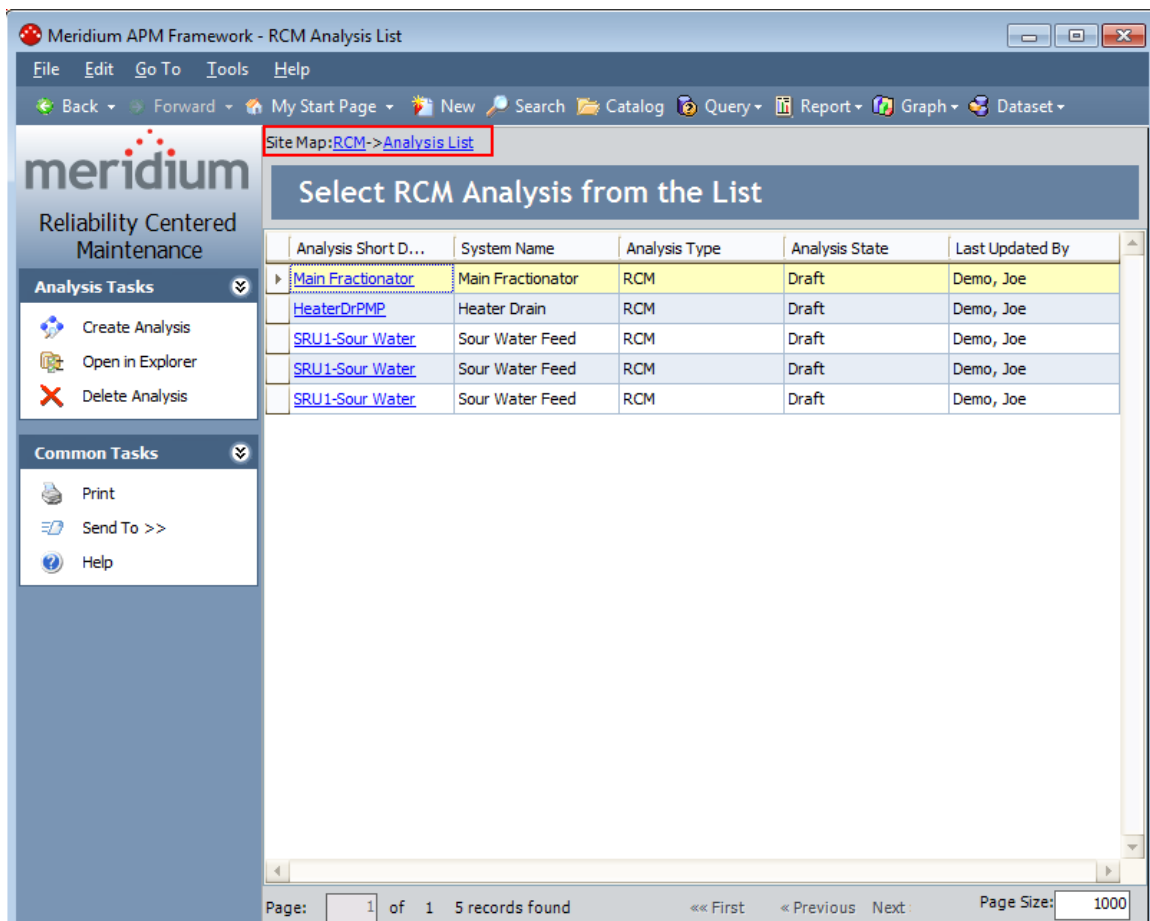 Meridium APM Framework - RCM Analysis List
File Edit Go To Tools Help
Back Forward My Start Page New Search Catalog Query Report Graph Dataset
meridium
Reliability Centered
Maintenance
Analysis Tasks
Create Analysis
Open in Explorer
Delete Analysis
Common Tasks
Print
Send To >>
Help
Site Map:RCM->Analysis List
Select RCM Analysis from the List
Analysis Short D... System Name Analysis Type Analysis State Last Updated By
Main Fractionator Main Fractionator RCM Draft Demo, Joe
HeaterDrPMP Heater Drain RCM Draft Demo, Joe
SRU1-Sour Water Sour Water Feed RCM Draft Demo, Joe
SRU1-Sour Water Sour Water Feed RCM Draft Demo, Joe
SRU1-Sour Water Sour Water Feed RCM Draft Demo, Joe
Page: 1 of 1 5 records found «« First « Previous Next Page Size: 1000